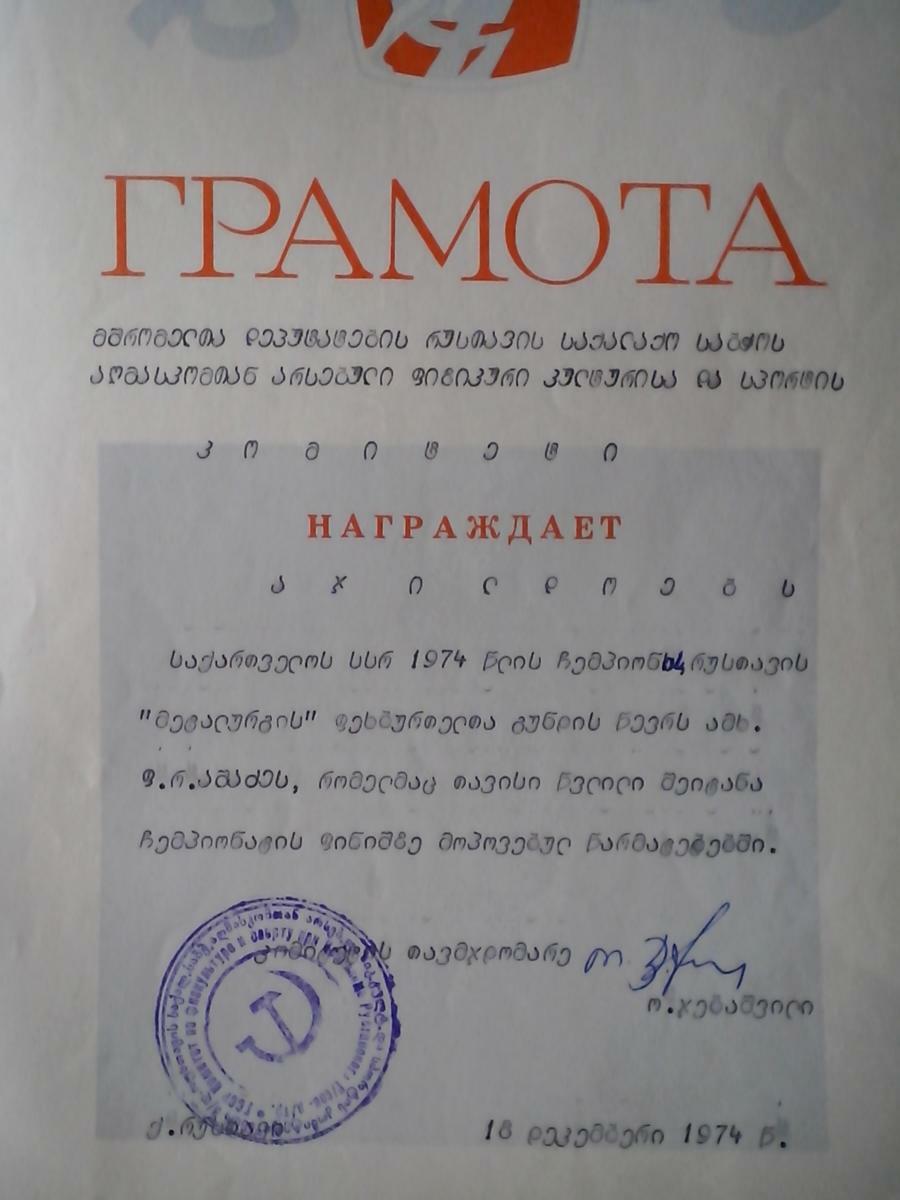 ГРАМОТА
მშრომელთა დეპუტატების რუსთავის საქალაქო საბჭოს
აღმასკომთან არსებული ფიზიკური კულტურისა და სპორტის
კომიტეტი
НАГРАЖДАЕТ
აჯილდოებს
საქართველოს სსრ 1974 წლის ჩემპიონს, რუსთავის
"მეტალურგის" ფეხბურთელთა გუნდის წევრს ამხ.
რომელმაც თავისი წვლილი შეიტანა
ჩემპიონატის ფინიშზე მოპოვებულ წარმატებებში.
კომიტეტის თავმჯდომარე
ო.ჯებაშვილი
ქ.რუსთავი 18 დეკემბერი 1974 წ.